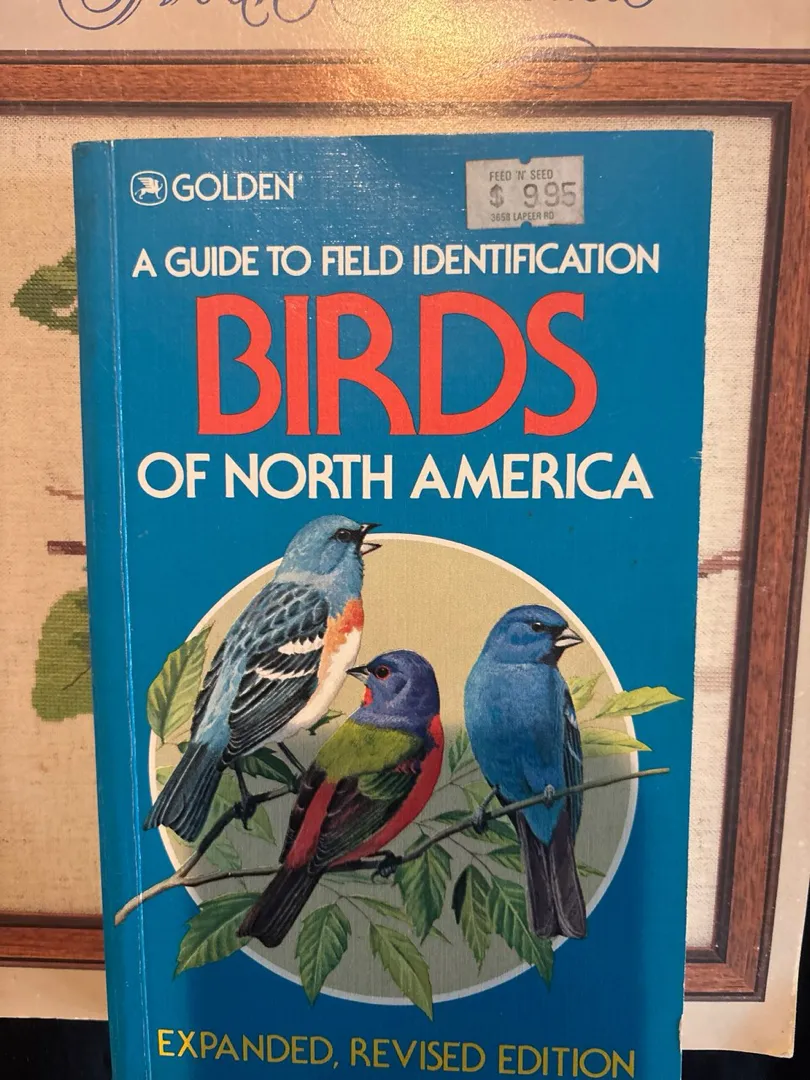 GOLDEN®
FEED 'N' SEED
$ 9.95
3658 LAPEER RD
A GUIDE TO FIELD IDENTIFICATION
BIRDS
OF NORTH AMERICA
EXPANDED, REVISED EDITION